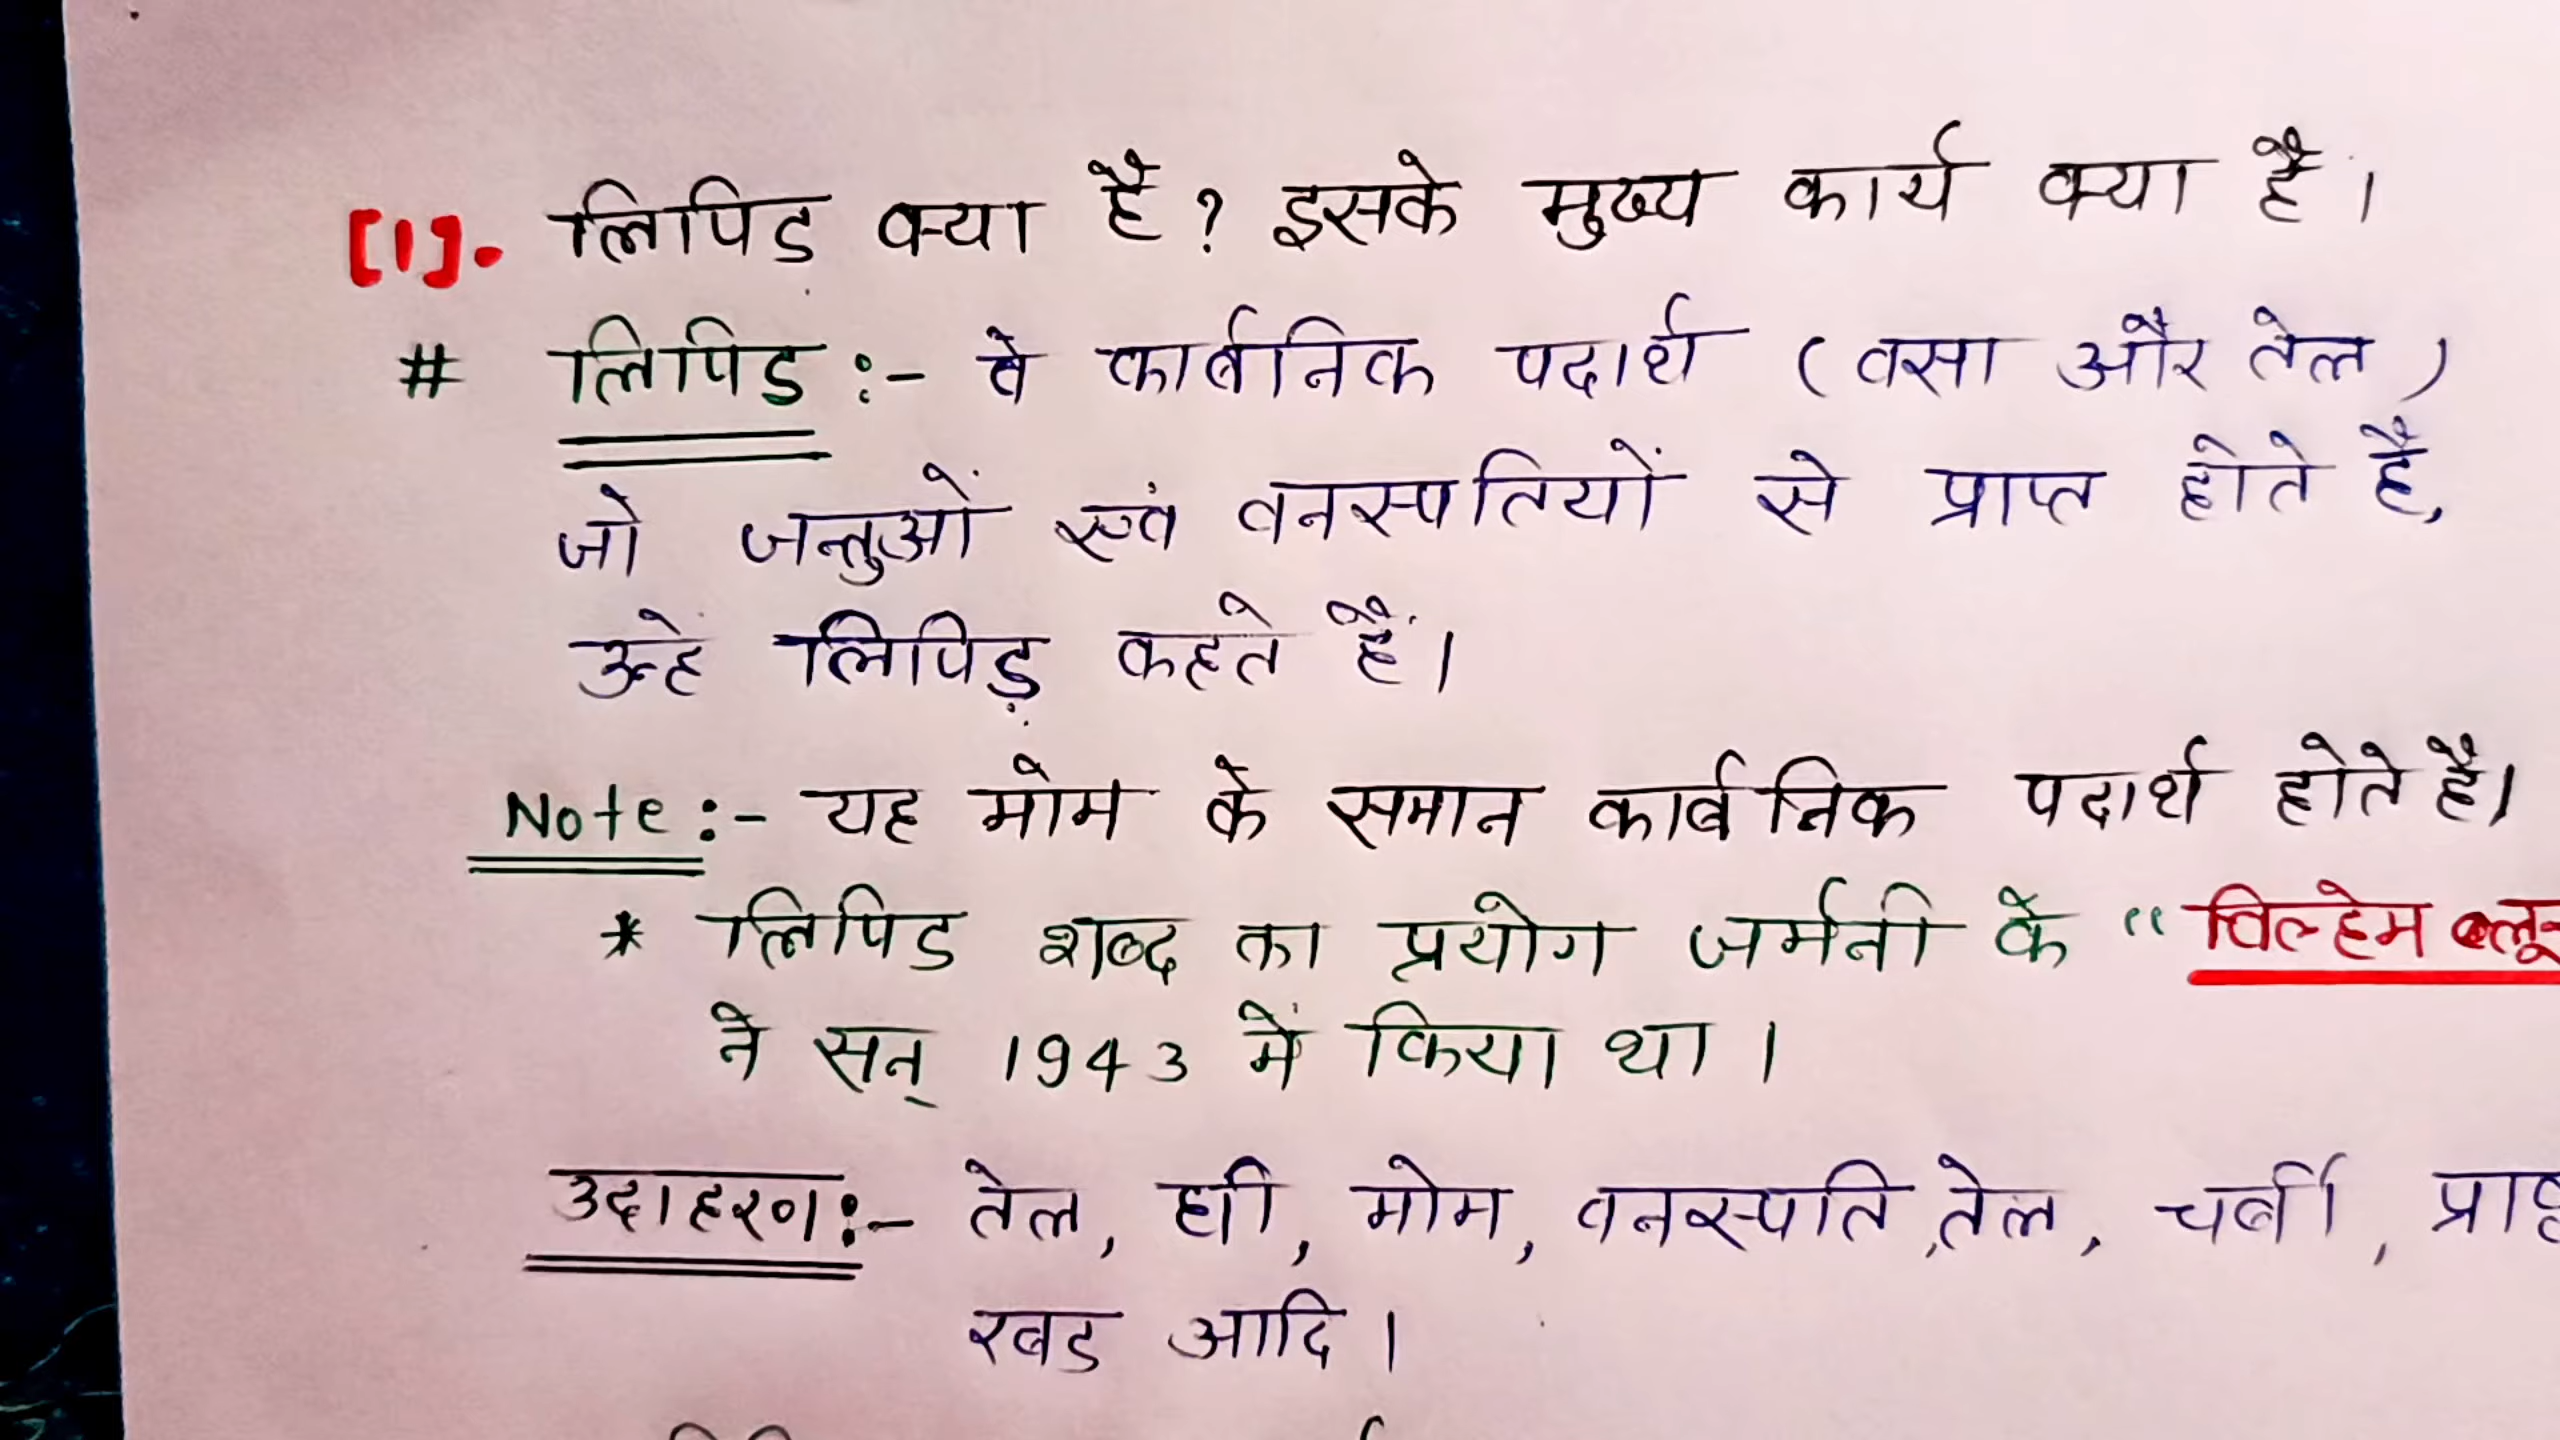 [1]. लिपिड क्या है? इसके मुख्य कार्य क्या है।
# लिपिड :- वे कार्बनिक पदार्थ (वसा और तेल)
जो जन्तुओं एवं वनस्पतियों से प्राप्त होते हैं,
उन्हें लिपिड़ कहते हैं।
Note :- यह मोम के समान कार्बनिक पदार्थ होते है।
* लिपिड शब्द का प्रयोग जर्मनी के "विल्हेम
ने सन् 1943 में किया था।
उदाहरण :- तेल, घी, मोम, वनस्पति, तेल, चर्बी,
रबड आदि।